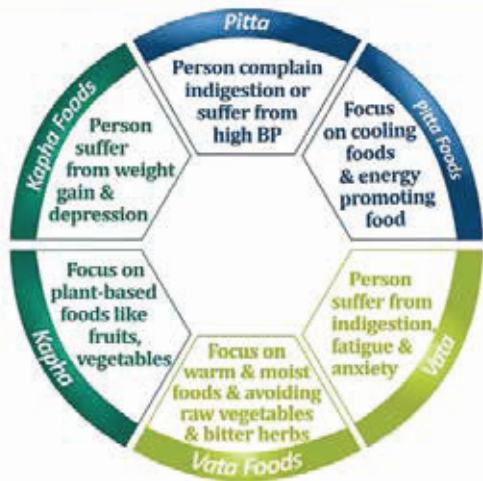 Pitta
Person complain
indigestion or
suffer from
high BP
Pitta Foods
Focus
on cooling
foods
& energy
promoting
food
Vata
Person
suffer from
indigestion,
fatigue &
anxiety
Vata Foods
Focus on
warm & moist
foods & avoiding
raw vegetables
& bitter herbs
Kapha
Focus on
plant-based
foods like
fruits,
vegetables
Kapha Foods
Person
suffer
from weight
gain &
depression